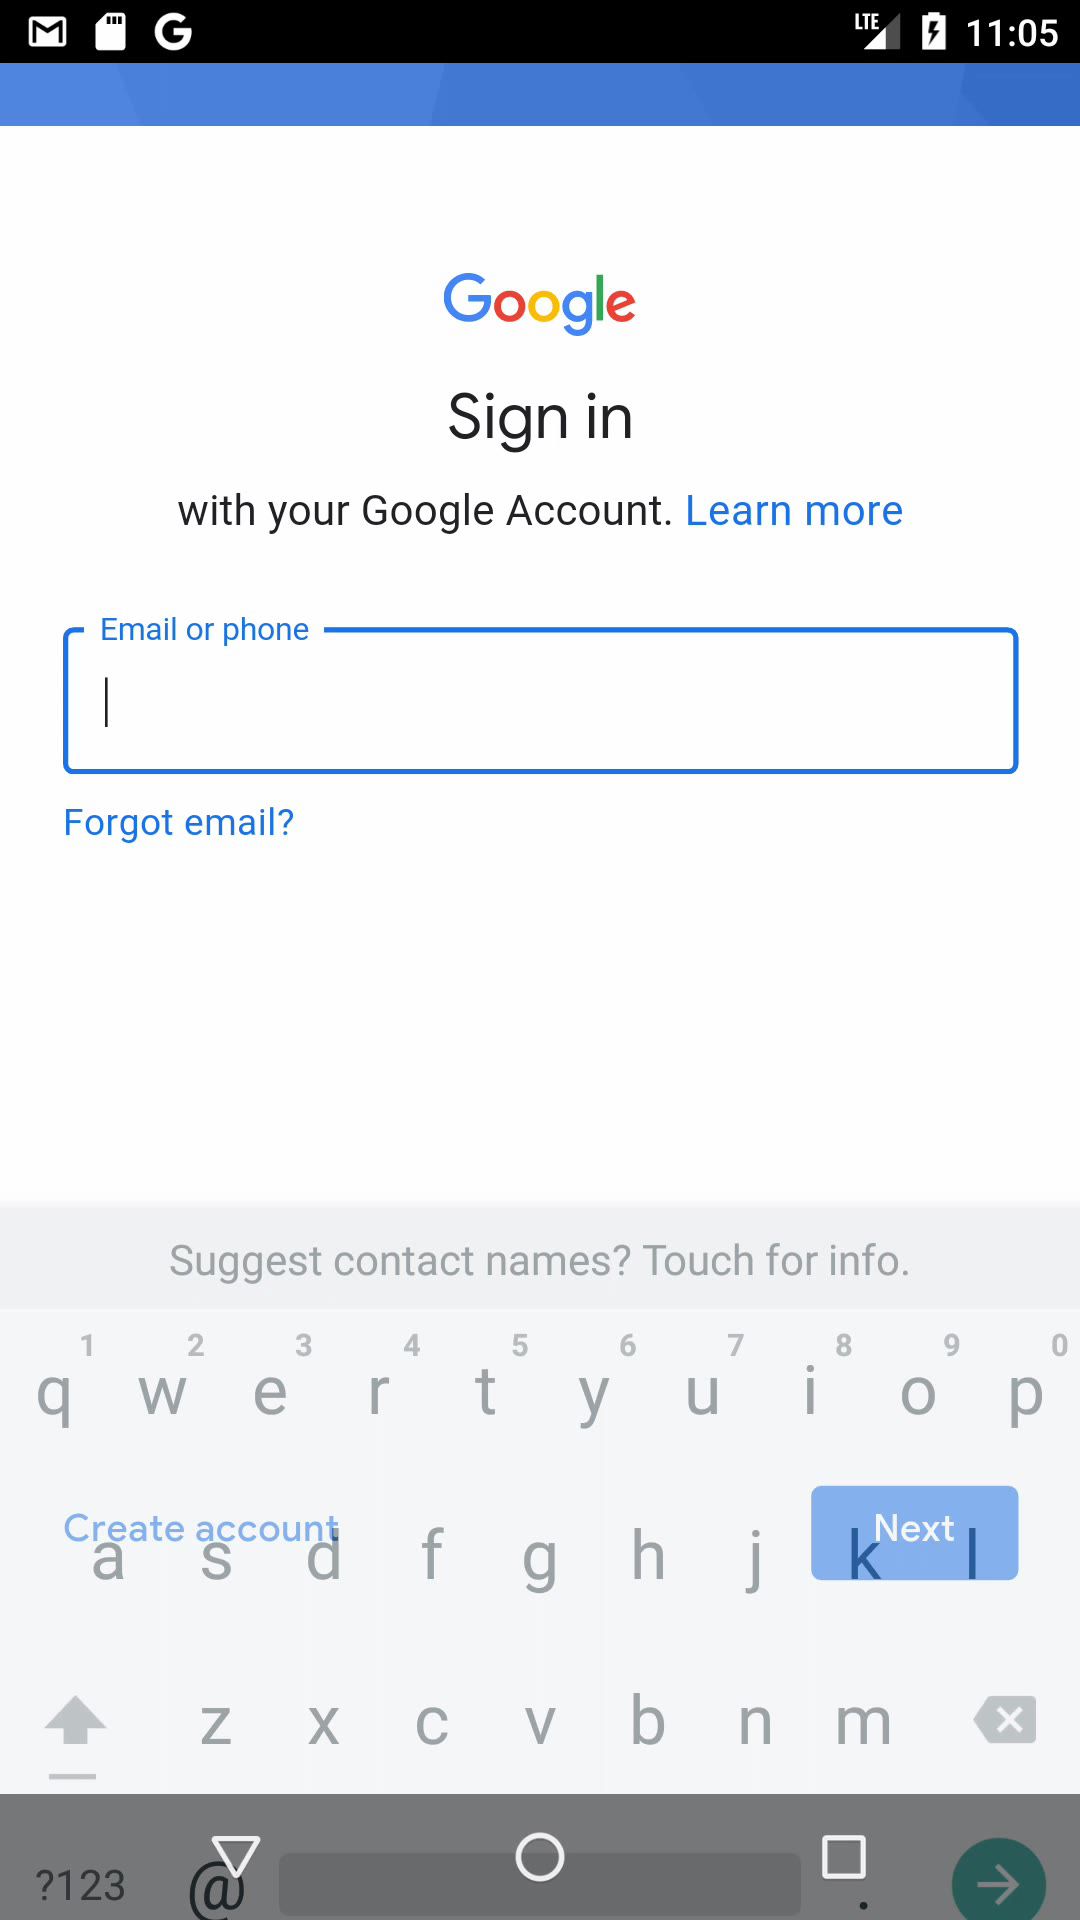 LTE 11:05
Google
Sign in
with your Google Account. Learn more
Email or phone
Forgot email?
Suggest contact names? Touch for info.
1 2 3 4 5 6 7 8 9 0
q w e r t y u i o p
Create account Next
a s d f g h j k l
z x c v b n m
?123 @ .